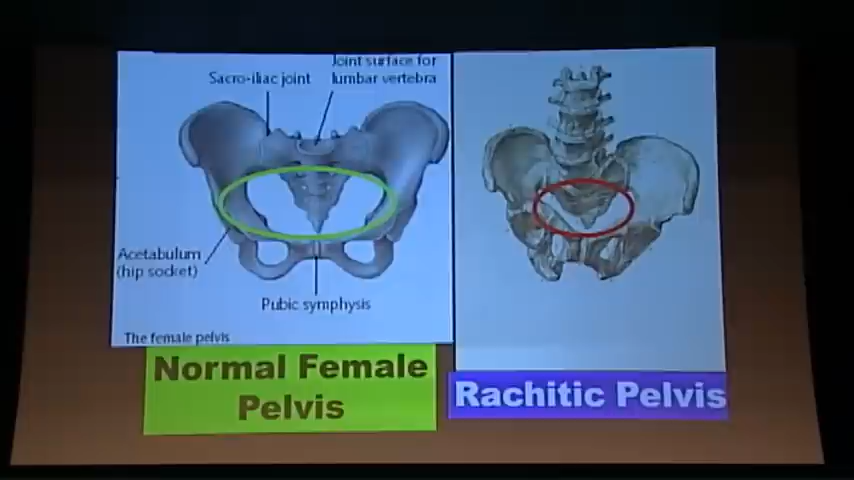 Joint surface for
lumbar vertebra
Sacro-iliac joint
Acetabulum
(hip socket)
Pubic symphysis
The female pelvis
Normal Female
Pelvis
Rachitic Pelvis